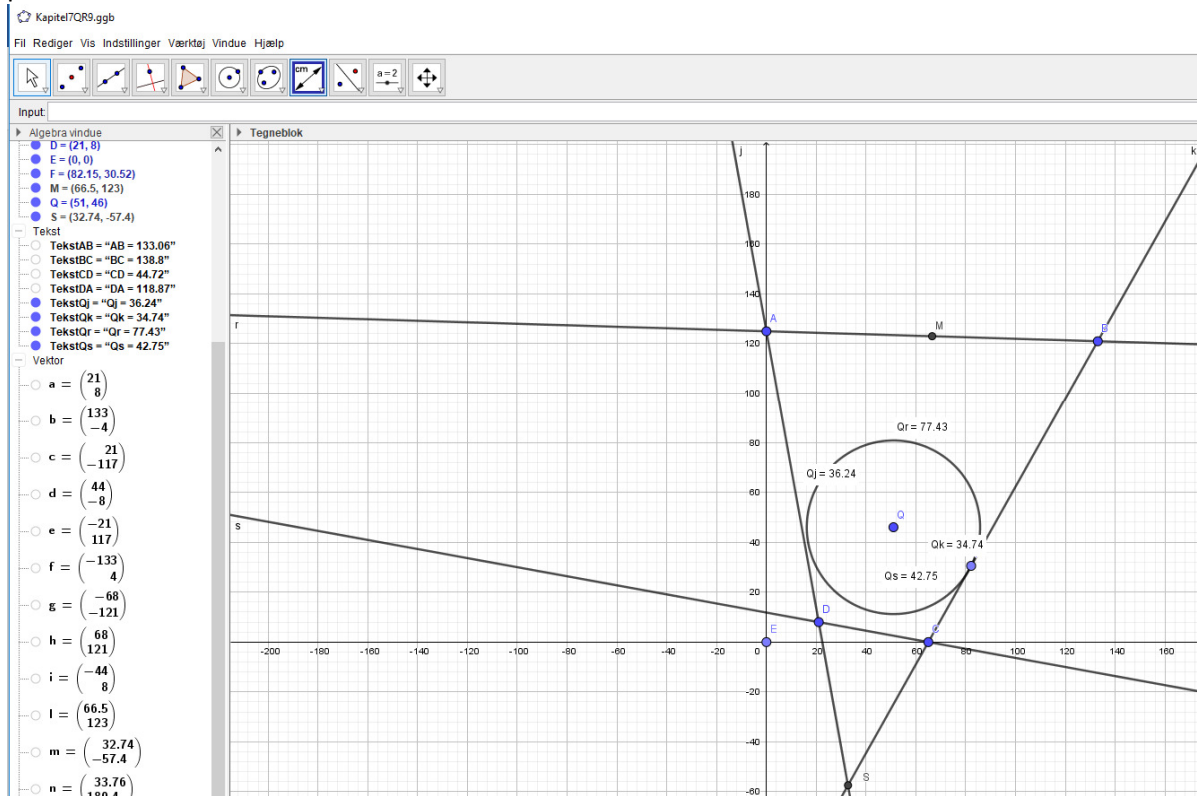 Kapitel7QR9.ggb
Fil Rediger Vis Indstillinger Værktøj Vindue Hjælp
cm
a = 2
Input:
Algebra vindue
Tegneblok
D = (21, 8)
E = (0, 0)
F = (82.15, 30.52)
M = (66.5, 123)
Q = (51, 46)
S = (32.74, -57.4)
Tekst
TekstAB = “AB = 133.06”
TekstBC = “BC = 138.8”
TekstCD = “CD = 44.72”
TekstDA = “DA = 118.87”
TekstQj = “Qj = 36.24”
TekstQk = “Qk = 34.74”
TekstQr = “Qr = 77.43”
TekstQs = “Qs = 42.75”
Vektor
a = (21 8)
b = (133 −4)
c = (21 −117)
d = (44 −8)
e = (−21 117)
f = (−133 4)
g = (−68 −121)
h = (68 121)
i = (−44 8)
l = (66.5 123)
m = (32.74 −57.4)
n = (33.76 180.4)
j
k
180
160
140
r
A
M
B
120
100
80
Qr = 77.43
Qj = 36.24
60
s
Q
40
Qk = 34.74
Qs = 42.75
20
D
E
C
-200 -180 -160 -140 -120 -100 -80 -60 -40 -20 0 20 40 60 80 100 120 140 160
0
-20
-40
S
-60